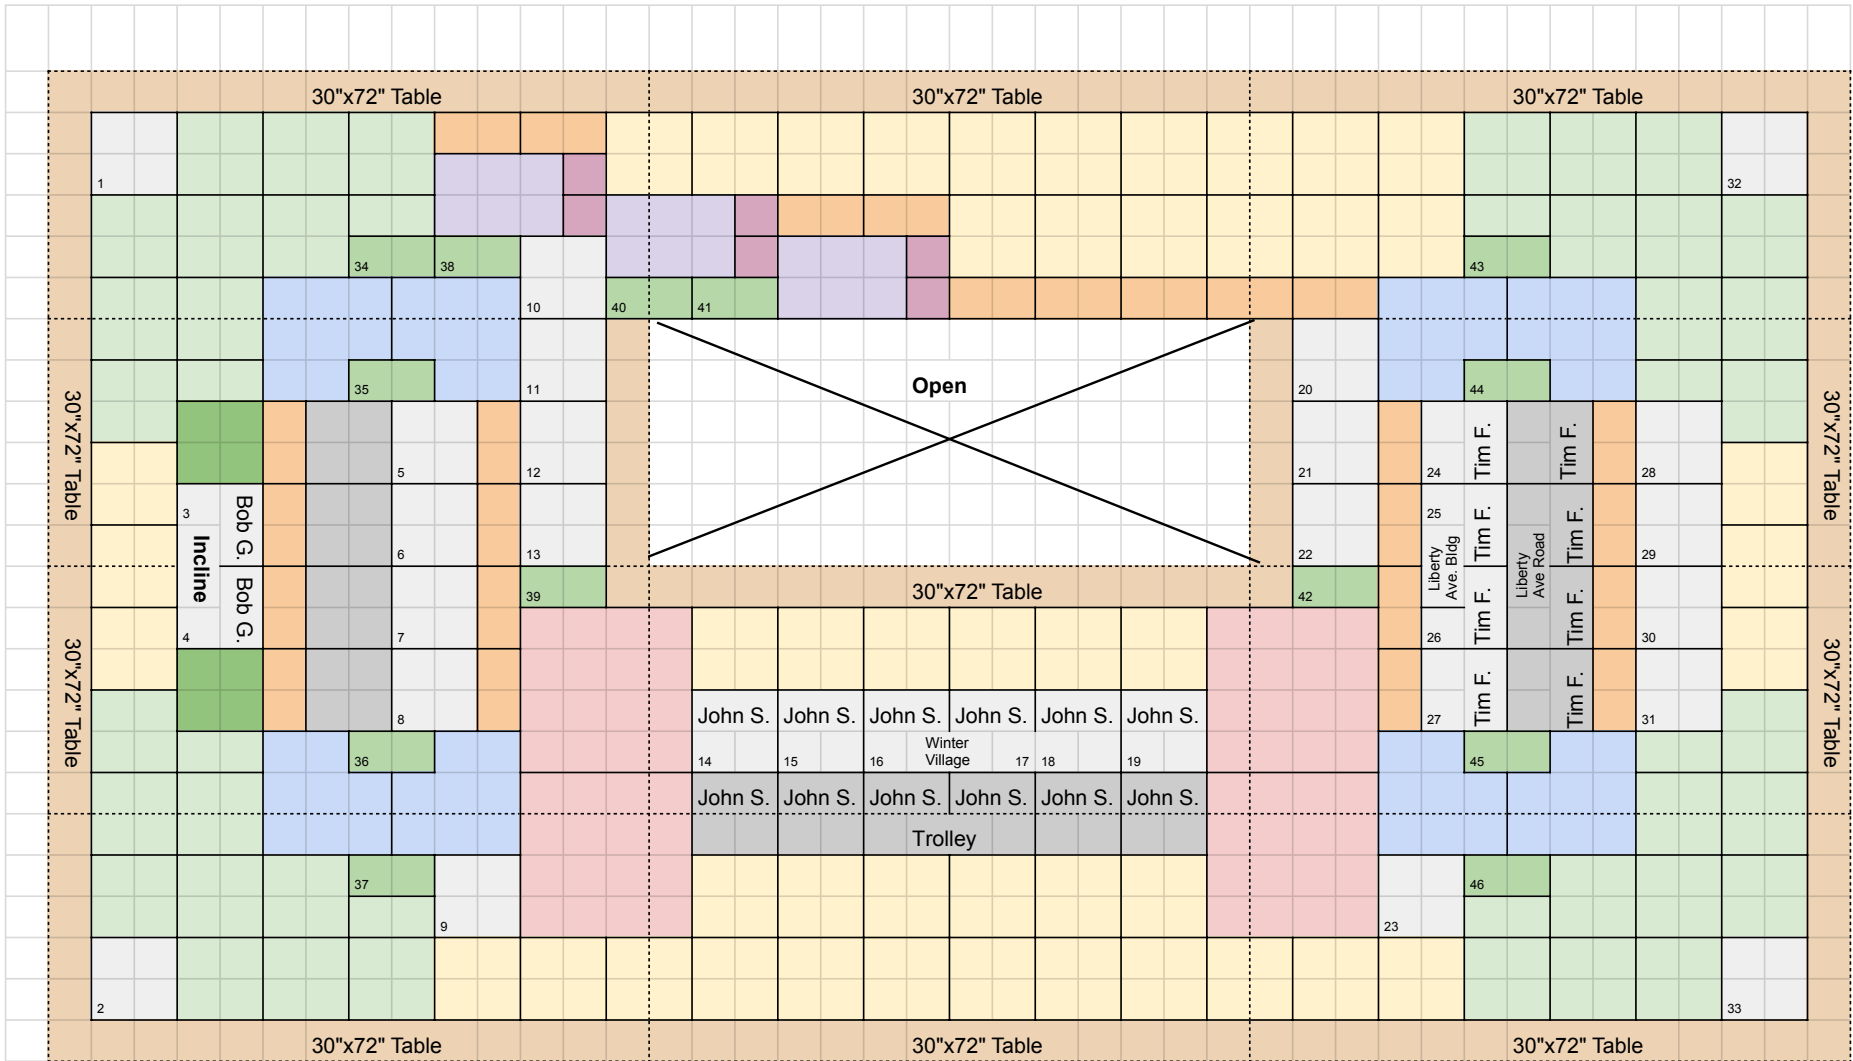 30"x72" Table
30"x72" Table
30"x72" Table
1
32
34
38
43
10
40
41
35
11
Open
20
44
30"x72" Table
5
12
21
24
Tim F.
Tim F.
28
30"x72" Table
3
Bob G.
Incline
6
13
22
25
Tim F.
Liberty
Ave. Bldg
Liberty
Ave Road
Tim F.
29
39
30"x72" Table
42
30"x72" Table
4
Bob G.
7
26
Tim F.
Tim F.
30
30"x72" Table
8
John S.
John S.
John S.
John S.
John S.
John S.
27
Tim F.
Tim F.
31
36
14
15
16
Winter
Village
17
18
19
45
John S.
John S.
John S.
John S.
John S.
John S.
Trolley
37
46
9
23
2
33
30"x72" Table
30"x72" Table
30"x72" Table